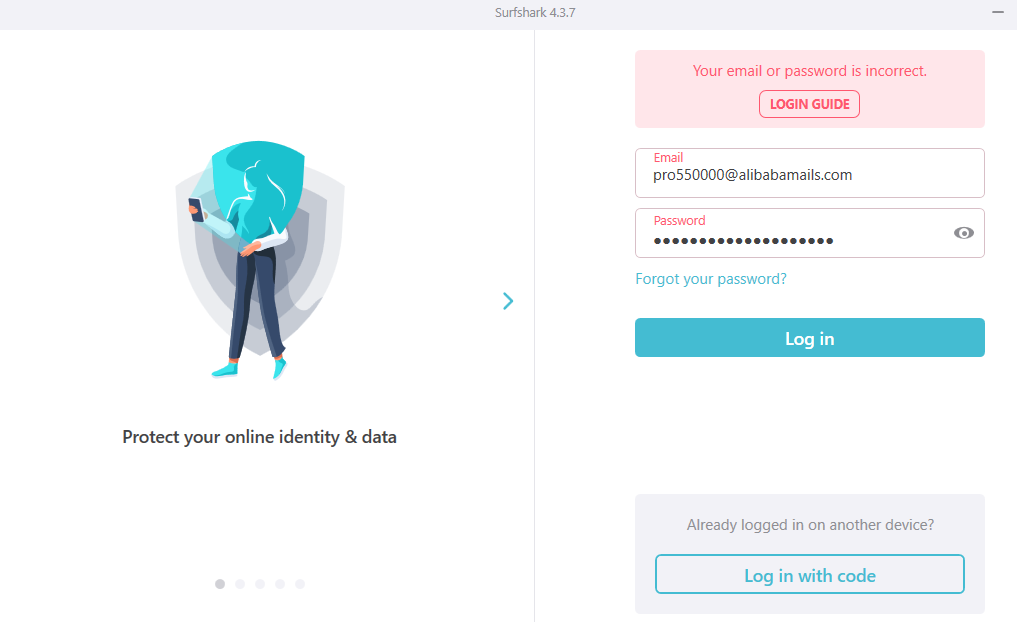 Surfshark 4.3.7
Your email or password is incorrect.
LOGIN GUIDE
Email
pro550000@alibabamails.com
Password
Forgot your password?
Log in
Protect your online identity & data
Already logged in on another device?
Log in with code